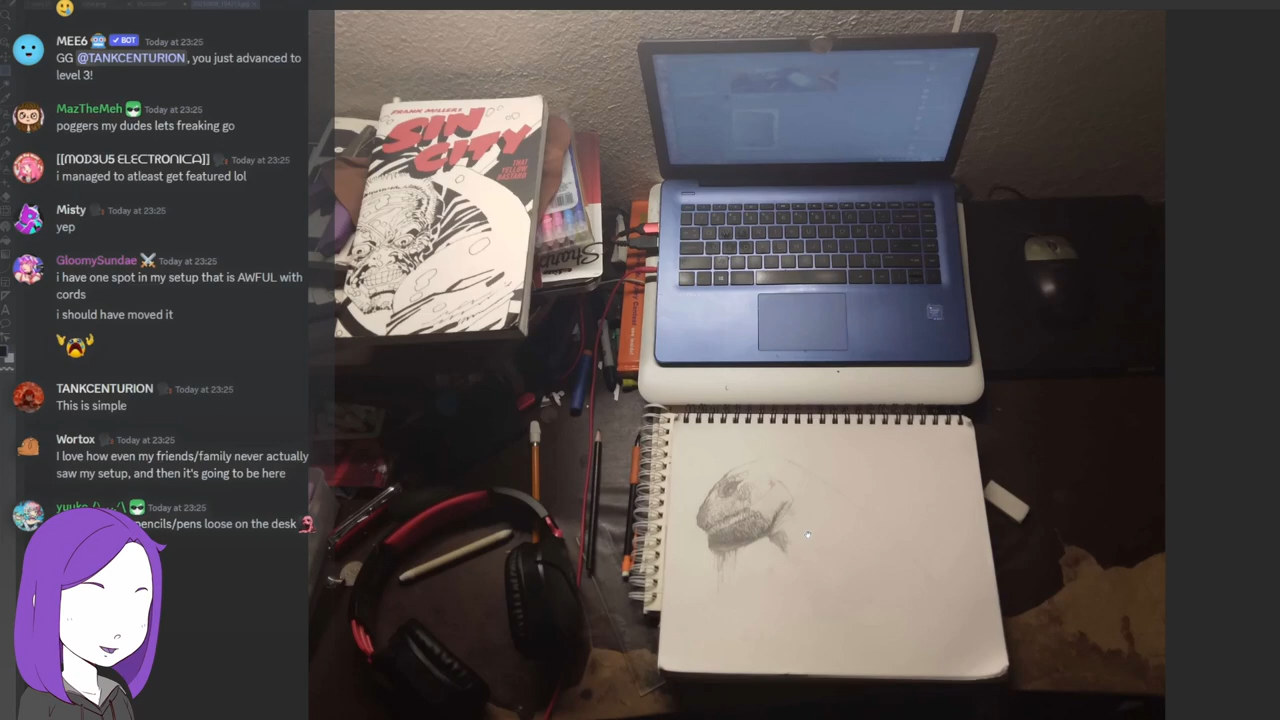 MEE6 BOT Today at 23:25
GG @TANKCENTURION, you just advanced to
level 3!
MazTheMeh Today at 23:25
poggers my dudes lets freaking go
[[MOD3U5 ELECTRONICA]] Today at 23:25
i managed to atleast get featured lol
Misty Today at 23:25
yep
GloomySundae Today at 23:25
i have one spot in my setup that is AWFUL with
cords
i should have moved it
TANKCENTURION Today at 23:25
This is simple
Wortox Today at 23:25
I love how even my friends/family never actually
saw my setup, and then it's going to be here
Today at 23:25
pencils/pens loose on the desk
FRANK MILLER'S
SIN
CITY
THAT
YELLOW
BASTARD
Sharpie